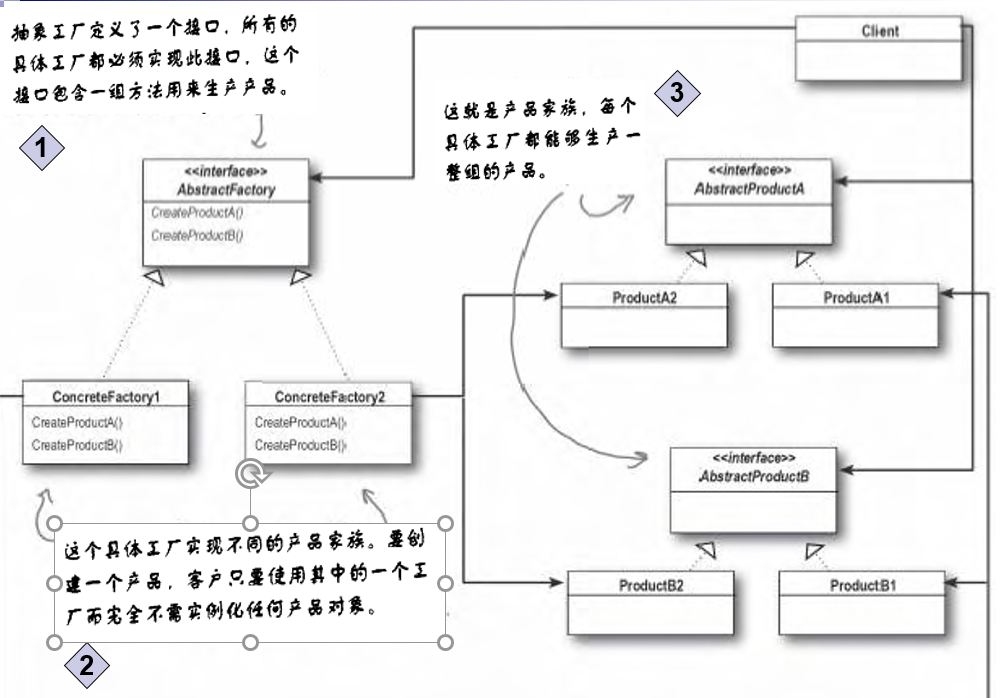 抽象工厂定义了一个接口，所有的
具体工厂都必须实现此接口，这个
接口包含一组方法用来生产产品。
1
Client
这就是产品家族，每个
具体工厂都能够生产一
整组的产品。
3
<<interface>>
AbstractFactory
CreateProductA()
CreateProductB()
<<interface>>
AbstractProductA
ProductA2
ProductA1
ConcreteFactory1
CreateProductA()
CreateProductB()
ConcreteFactory2
CreateProductA()
CreateProductB()
<<interface>>
AbstractProductB
ProductB2
ProductB1
这个具体工厂实现不同的产品家族。要创
建一个产品，客户只要使用其中的一个工
厂而完全不需实例化任何产品对象。
2